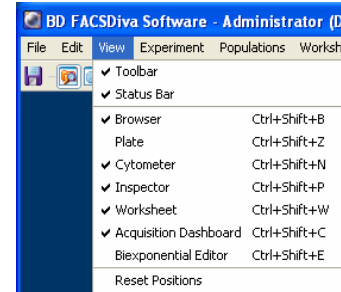 BD FACSDiva Software - Administrator (D
File Edit View Experiment Populations Worksh
Toolbar
Status Bar
Browser Ctrl+Shift+B
Plate Ctrl+Shift+Z
Cytometer Ctrl+Shift+N
Inspector Ctrl+Shift+P
Worksheet Ctrl+Shift+W
Acquisition Dashboard Ctrl+Shift+C
Biexponential Editor Ctrl+Shift+E
Reset Positions